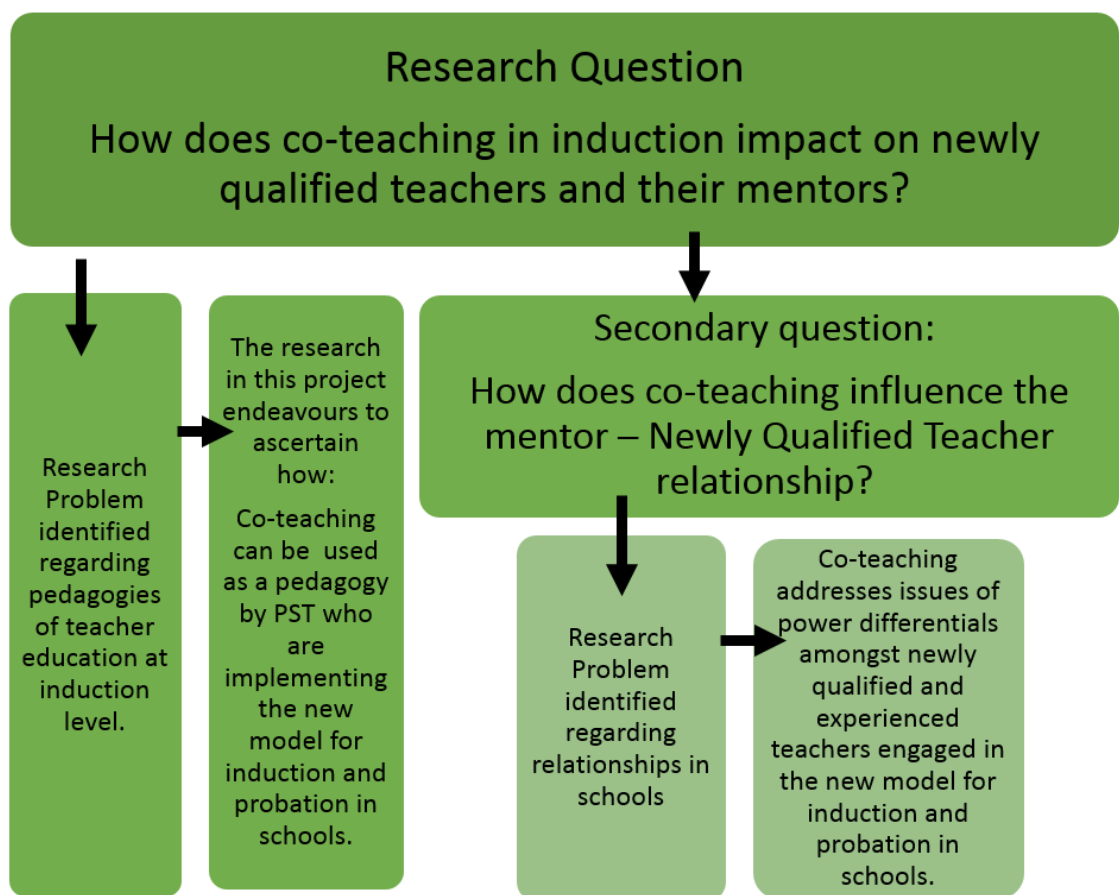 Research Question
How does co-teaching in induction impact on newly
qualified teachers and their mentors?
Research
Problem
identified
regarding
pedagogies
of teacher
education at
induction
level.
The research
in this project
endeavours to
ascertain
how:
Co-teaching
can be used
as a pedagogy
by PST who
are
implementing
the new
model for
induction and
probation in
schools.
Secondary question:
How does co-teaching influence the
mentor – Newly Qualified Teacher
relationship?
Research
Problem
identified
regarding
relationships in
schools
Co-teaching
addresses issues of
power differentials
amongst newly
qualified and
experienced
teachers engaged in
the new model for
induction and
probation in
schools.